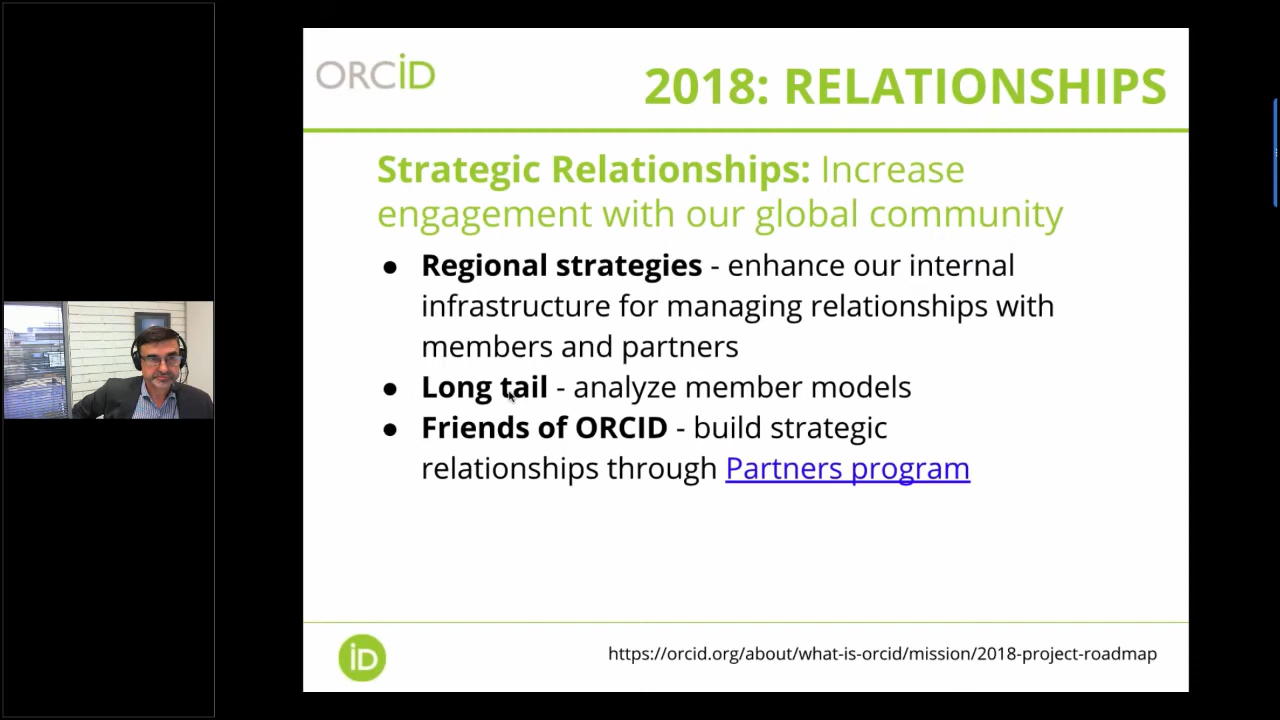 ORCID
2018: RELATIONSHIPS
Strategic Relationships: Increase
engagement with our global community
● Regional strategies - enhance our internal
infrastructure for managing relationships with
members and partners
● Long tail - analyze member models
● Friends of ORCID - build strategic
relationships through Partners program
iD
https://orcid.org/about/what-is-orcid/mission/2018-project-roadmap